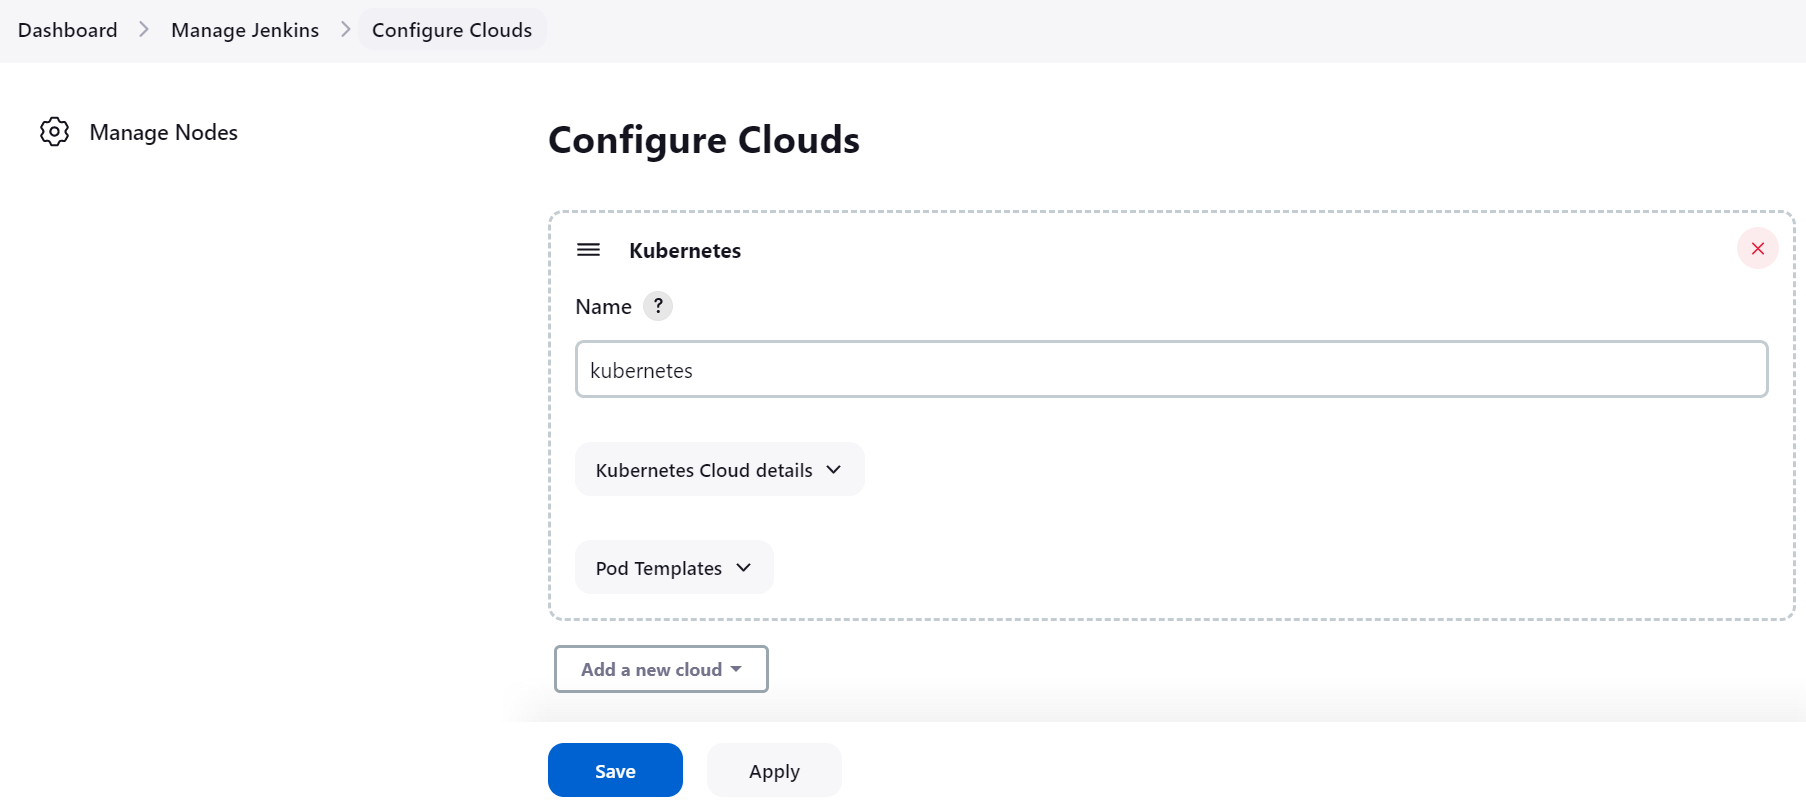 Dashboard
Manage Jenkins
Configure Clouds
Manage Nodes
Configure Clouds
Kubernetes
Name ?
kubernetes
Kubernetes Cloud details
Pod Templates
Add a new cloud
Save
Apply